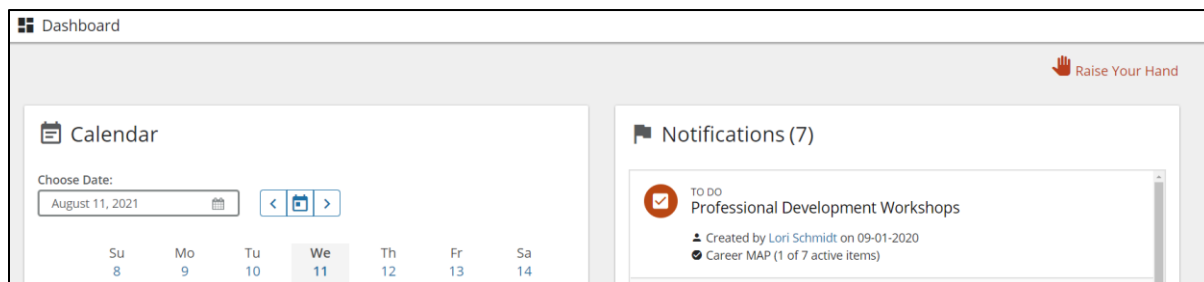 Dashboard
Raise Your Hand
Calendar
Choose Date:
August 11, 2021
Su Mo Tu We Th Fr Sa
8 9 10 11 12 13 14
Notifications (7)
TO DO
Professional Development Workshops
Created by Lori Schmidt on 09-01-2020
Career MAP (1 of 7 active items)